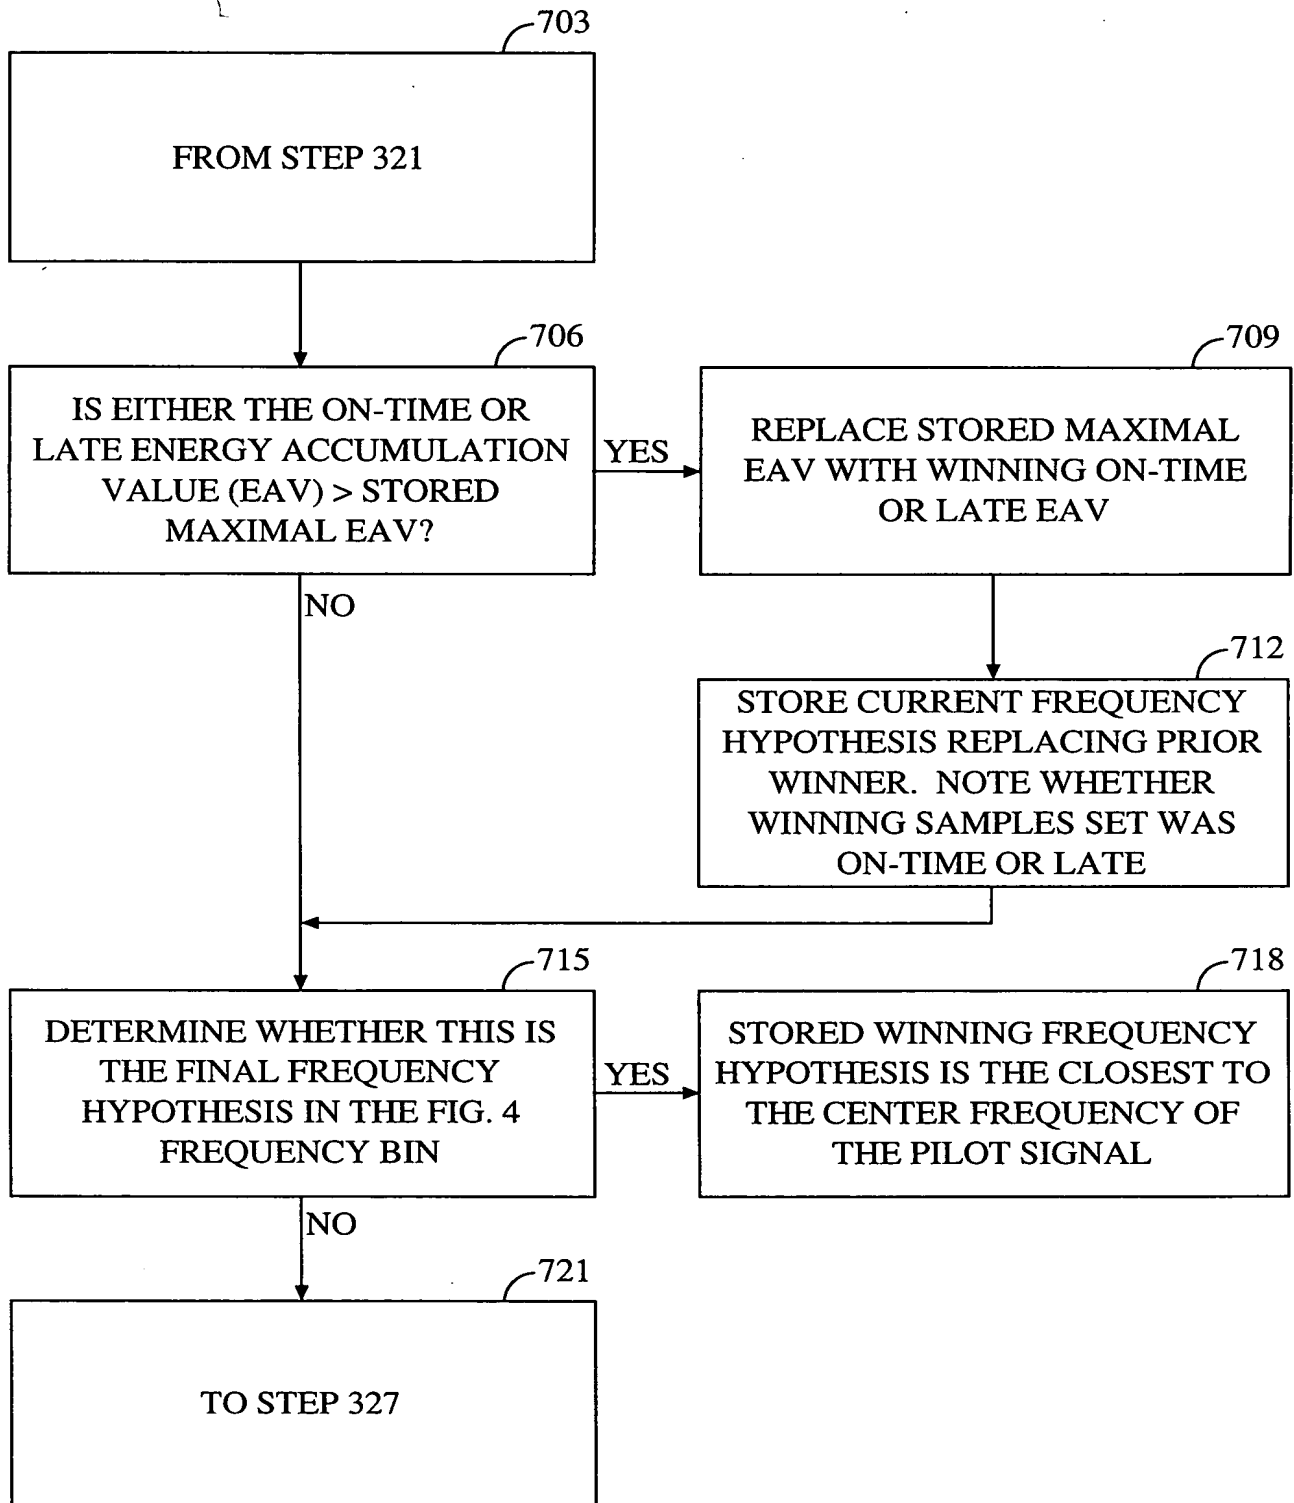 703
FROM STEP 321
706
IS EITHER THE ON-TIME OR
LATE ENERGY ACCUMULATION
VALUE (EAV) > STORED
MAXIMAL EAV?
YES
709
REPLACE STORED MAXIMAL
EAV WITH WINNING ON-TIME
OR LATE EAV
NO
712
STORE CURRENT FREQUENCY
HYPOTHESIS REPLACING PRIOR
WINNER. NOTE WHETHER
WINNING SAMPLES SET WAS
ON-TIME OR LATE
715
DETERMINE WHETHER THIS IS
THE FINAL FREQUENCY
HYPOTHESIS IN THE FIG. 4
FREQUENCY BIN
YES
718
STORED WINNING FREQUENCY
HYPOTHESIS IS THE CLOSEST TO
THE CENTER FREQUENCY OF
THE PILOT SIGNAL
NO
721
TO STEP 327